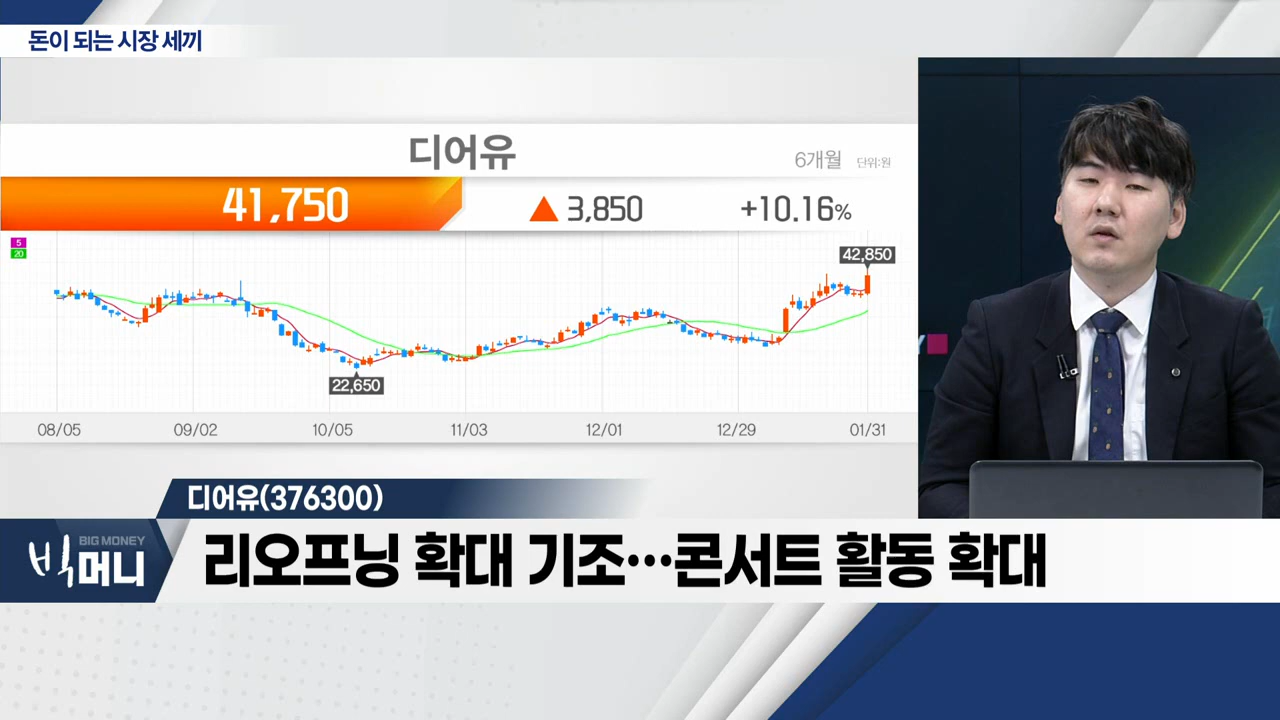 돈이 되는 시장 세끼
디어유
6개월 단위:원
41,750 ▲ 3,850 +10.16%
5
20
42,850
22,650
08/05 09/02 10/05 11/03 12/01 12/29 01/31
Y
디어유(376300)
BIG MONEY
빅머니
리오프닝 확대 기조…콘서트 활동 확대